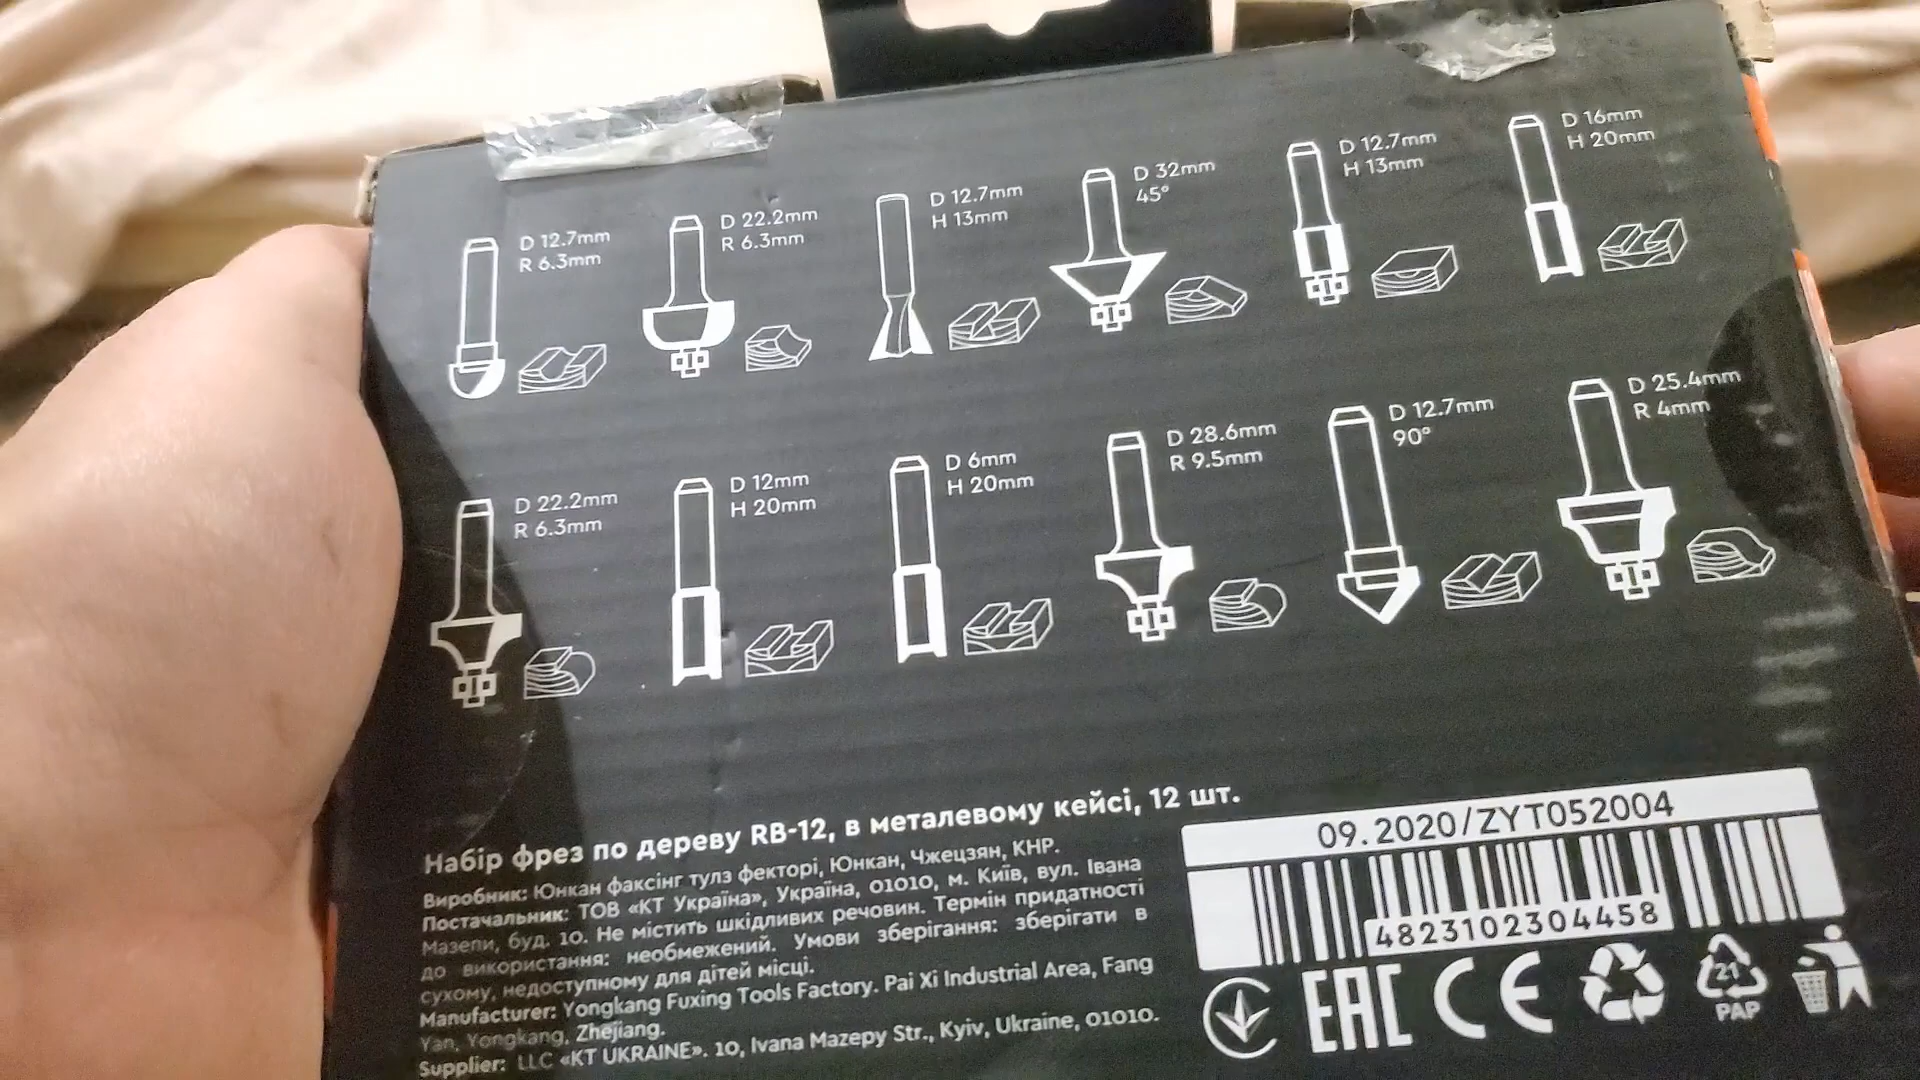 D 12.7mm
R 6.3mm
D 22.2mm
R 6.3mm
D 12.7mm
H 13mm
D 32mm
45°
D 12.7mm
H 13mm
D 16mm
H 20mm
D 22.2mm
R 6.3mm
D 12mm
H 20mm
D 6mm
H 20mm
D 28.6mm
R 9.5mm
D 12.7mm
90°
D 25.4mm
R 4mm
Набір фрез по дереву RB-12, в металевому кейсі, 12 шт.
Виробник: Юнкан факсінг тулз фекторі, Юнкан, Чжецзян, КНР.
Постачальник: ТОВ «КТ Україна», Україна, 01010, м. Київ, вул. Івана
Мазепи, буд. 10. Не містить шкідливих речовин. Термін придатності
до використання: необмежений. Умови зберігання: зберігати в
сухому, недоступному для дітей місці.
Manufacturer: Yongkang Fuxing Tools Factory. Pai Xi Industrial Area, Fang
Yan, Yongkang, Zhejiang.
Supplier: LLC «KT UKRAINE». 10, Ivana Mazepy Str., Kyiv, Ukraine, 01010.
09.2020/ZYT052004
4823102304458
EAC CE
21
PAP